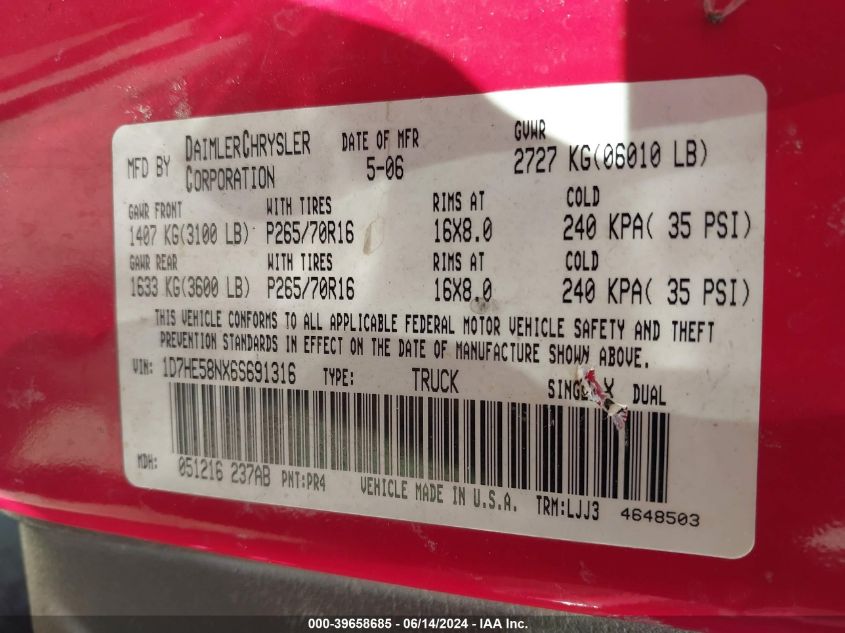 MFD BY DAIMLERCHRYSLER CORPORATION DATE OF MFR 5-06 GVWR 2727 KG(06010 LB)
GAWR FRONT WITH TIRES RIMS AT COLD
1407 KG(3100 LB) P265/70R16 16X8.0 240 KPA( 35 PSI)
GAWR REAR WITH TIRES RIMS AT COLD
1633 KG(3600 LB) P265/70R16 16X8.0 240 KPA( 35 PSI)
THIS VEHICLE CONFORMS TO ALL APPLICABLE FEDERAL MOTOR VEHICLE SAFETY AND THEFT
PREVENTION STANDARDS IN EFFECT ON THE DATE OF MANUFACTURE SHOWN ABOVE.
VIN: 1D7HE58NX6S691316 TYPE: TRUCK SINGLE X DUAL
MDH: 051216 237AB PNT:PR4 VEHICLE MADE IN U.S.A. TRM:LJJ3 4648503
000-39658685 - 06/14/2024 - IAA Inc.